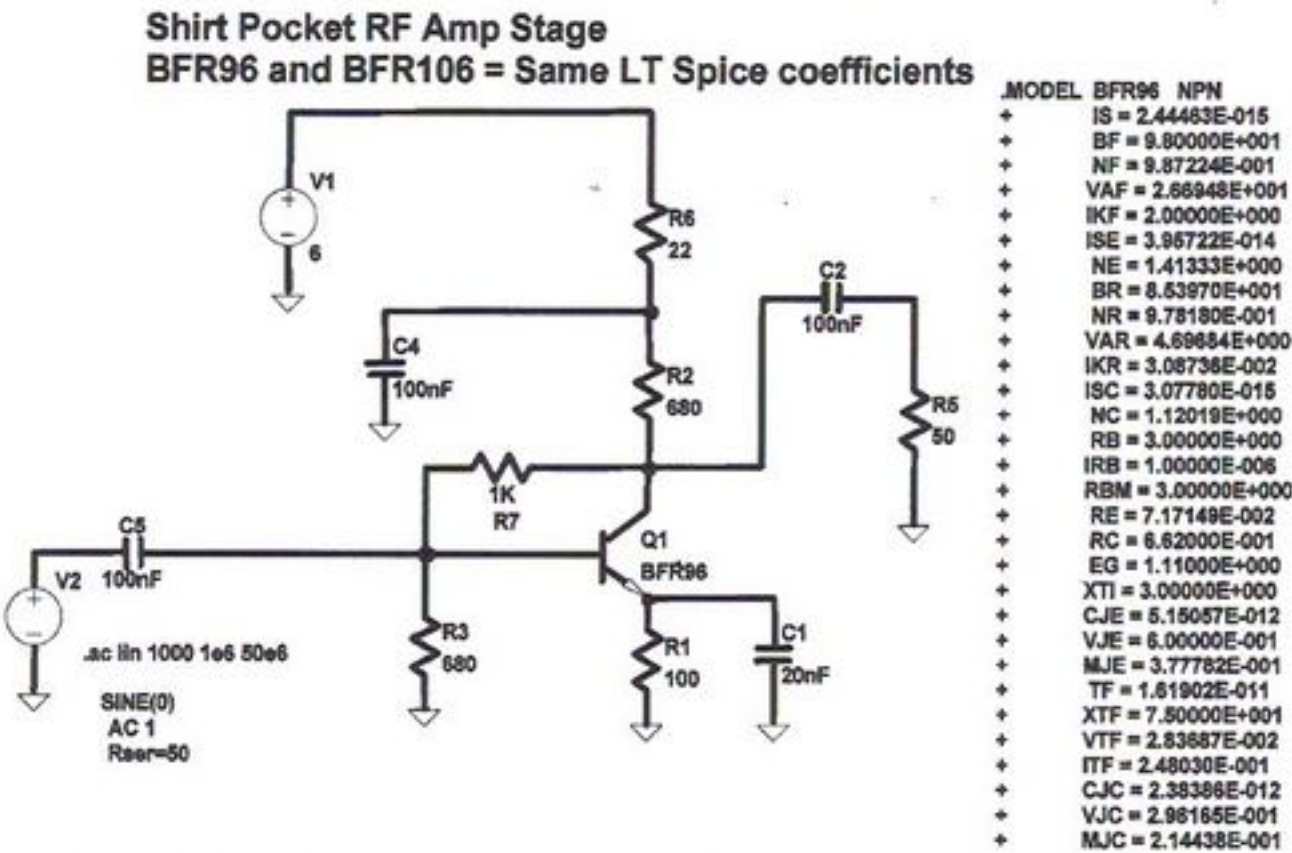 Shirt Pocket RF Amp Stage
BFR96 and BFR106 = Same LT Spice coefficients
V1
6
R6
22
C4
100nF
R2
680
C2
100nF
R5
50
1K
R7
C5
100nF
V2
Q1
BFR96
R3
680
R1
100
C1
20nF
.ac lin 1000 1e6 50e6
SINE(0)
AC 1
Rser=50
.MODEL BFR96 NPN
+ IS = 2.44463E-015
+ BF = 9.80000E+001
+ NF = 9.87224E-001
+ VAF = 2.66948E+001
+ IKF = 2.00000E+000
+ ISE = 3.95722E-014
+ NE = 1.41333E+000
+ BR = 8.53970E+001
+ NR = 9.78180E-001
+ VAR = 4.69684E+000
+ IKR = 3.08736E-002
+ ISC = 3.07780E-015
+ NC = 1.12019E+000
+ RB = 3.00000E+000
+ IRB = 1.00000E-006
+ RBM = 3.00000E+000
+ RE = 7.17149E-002
+ RC = 6.62000E-001
+ EG = 1.11000E+000
+ XTI = 3.00000E+000
+ CJE = 5.15057E-012
+ VJE = 6.00000E-001
+ MJE = 3.77782E-001
+ TF = 1.61902E-011
+ XTF = 7.50000E+001
+ VTF = 2.83687E-002
+ ITF = 2.48030E-001
+ CJC = 2.38386E-012
+ VJC = 2.98165E-001
+ MJC = 2.14438E-001